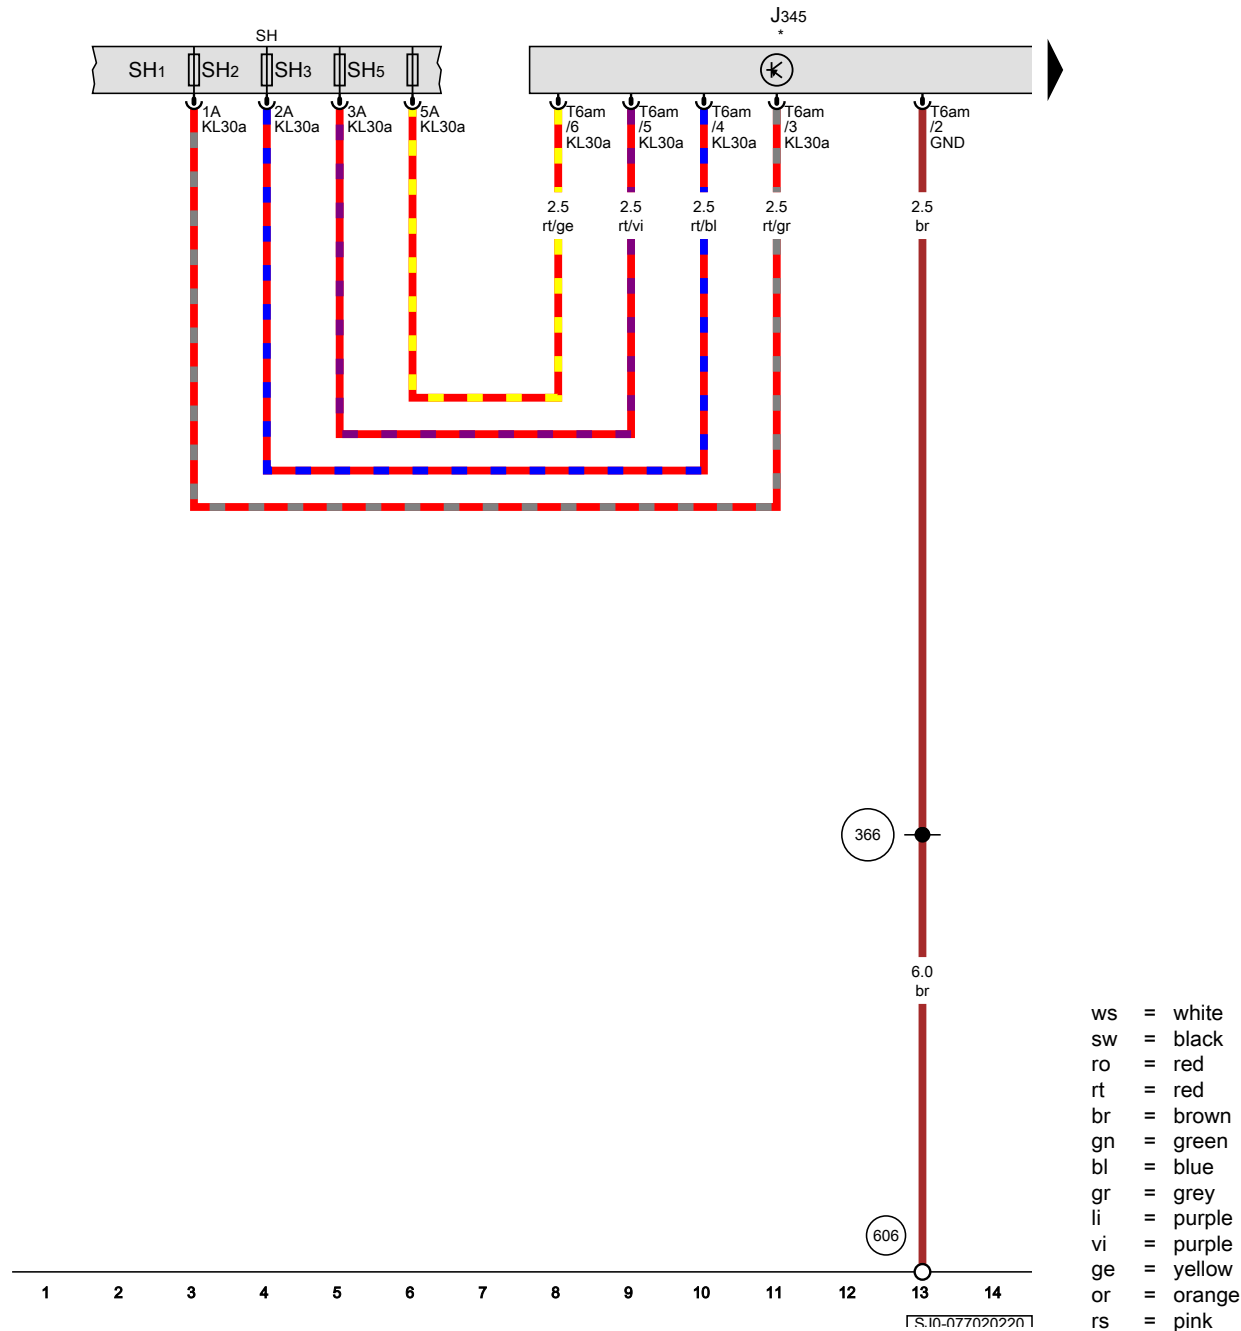 J345
*
SH
SH1 SH2 SH3 SH5
1A
KL30a
2A
KL30a
3A
KL30a
5A
KL30a
T6am
/6
KL30a
T6am
/5
KL30a
T6am
/4
KL30a
T6am
/3
KL30a
T6am
/2
GND
2.5
rt/ge
2.5
rt/vi
2.5
rt/bl
2.5
rt/gr
2.5
br
366
6.0
br
606
1 2 3 4 5 6 7 8 9 10 11 12 13 14
SJ0-077020220
ws = white
sw = black
ro = red
rt = red
br = brown
gn = green
bl = blue
gr = grey
li = purple
vi = purple
ge = yellow
or = orange
rs = pink